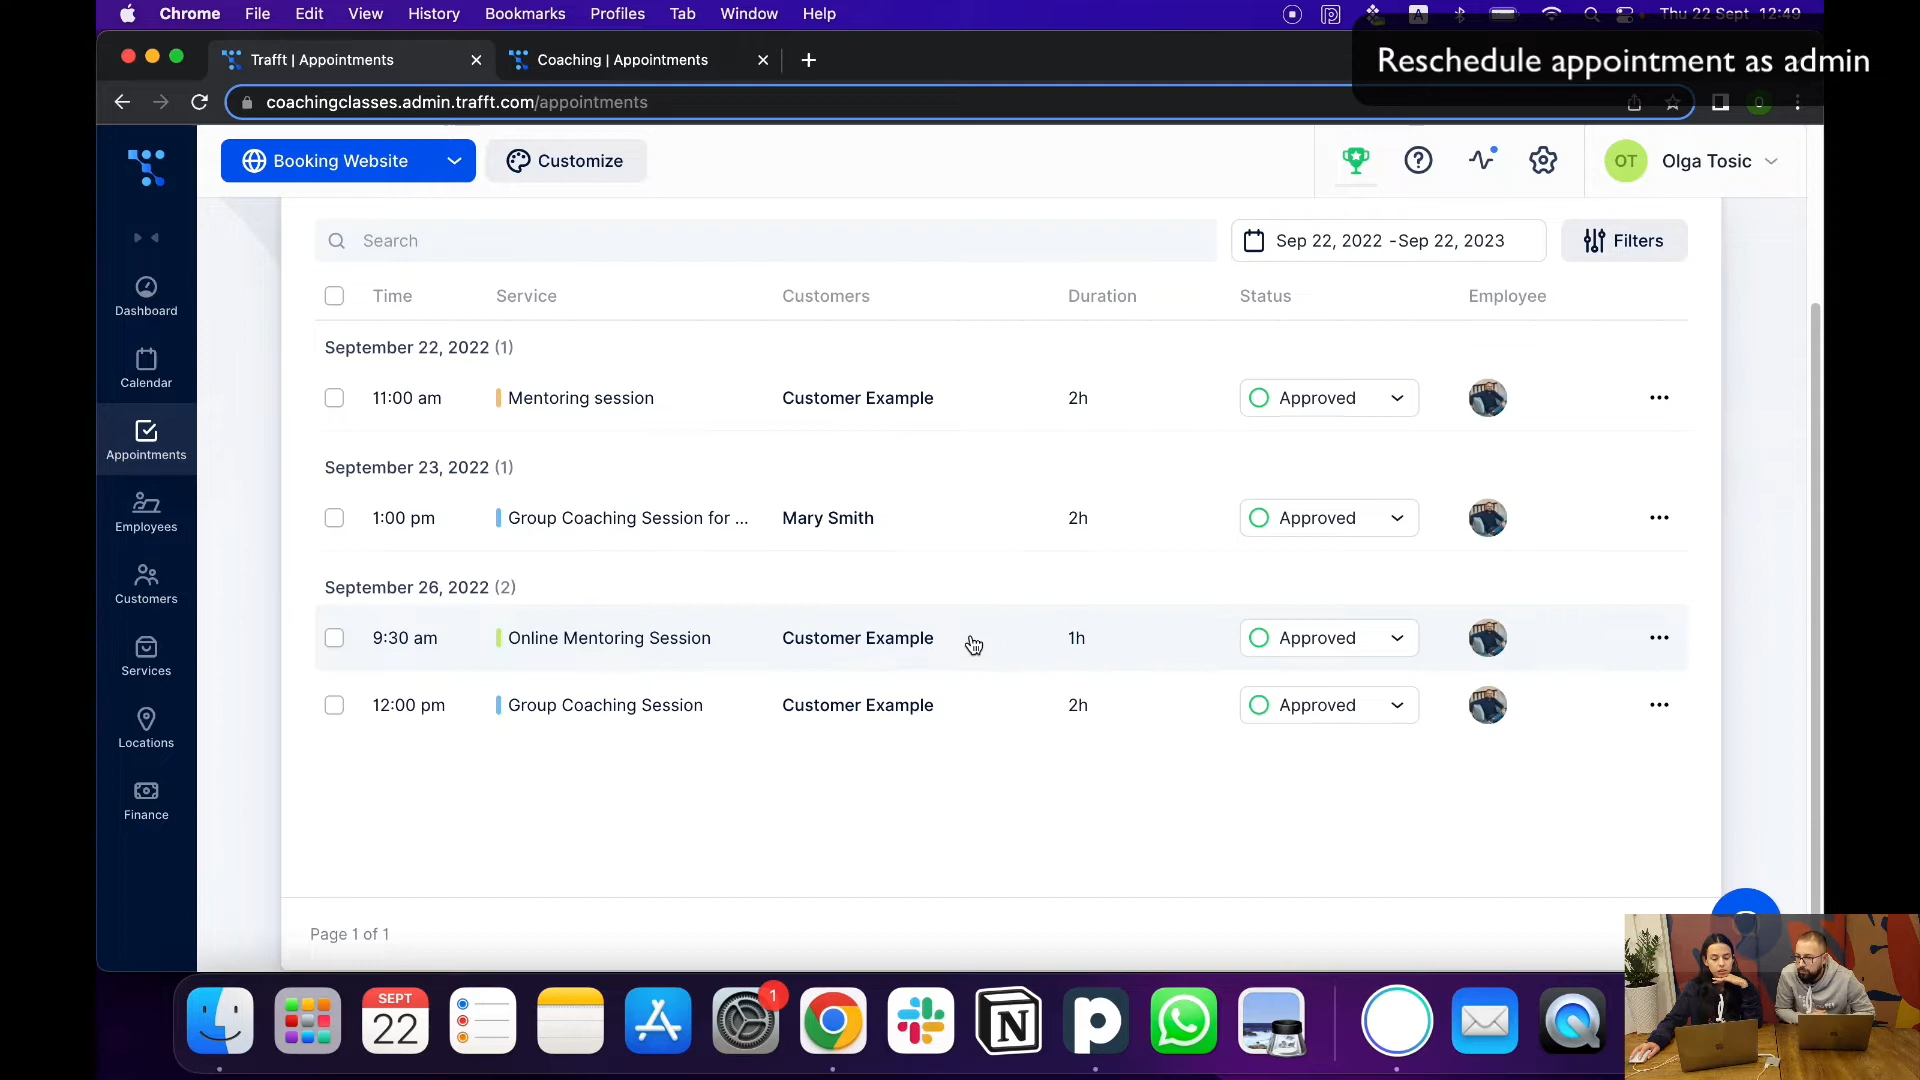 Chrome File Edit View History Bookmarks Profiles Tab Window Help
A
Thu 22 Sept 12:49
Reschedule appointment as admin
Trafft | Appointments
Coaching | Appointments
coachingclasses.admin.trafft.com/appointments
O
Booking Website
Customize
OT
Olga Tosic
Search
Sep 22, 2022 - Sep 22, 2023
Filters
Dashboard
Calendar
Appointments
Employees
Customers
Services
Locations
Finance
Time Service Customers Duration Status Employee
September 22, 2022 (1)
11:00 am Mentoring session Customer Example 2h Approved
September 23, 2022 (1)
1:00 pm Group Coaching Session for ... Mary Smith 2h Approved
September 26, 2022 (2)
9:30 am Online Mentoring Session Customer Example 1h Approved
12:00 pm Group Coaching Session Customer Example 2h Approved
Page 1 of 1
SEPT
22
1